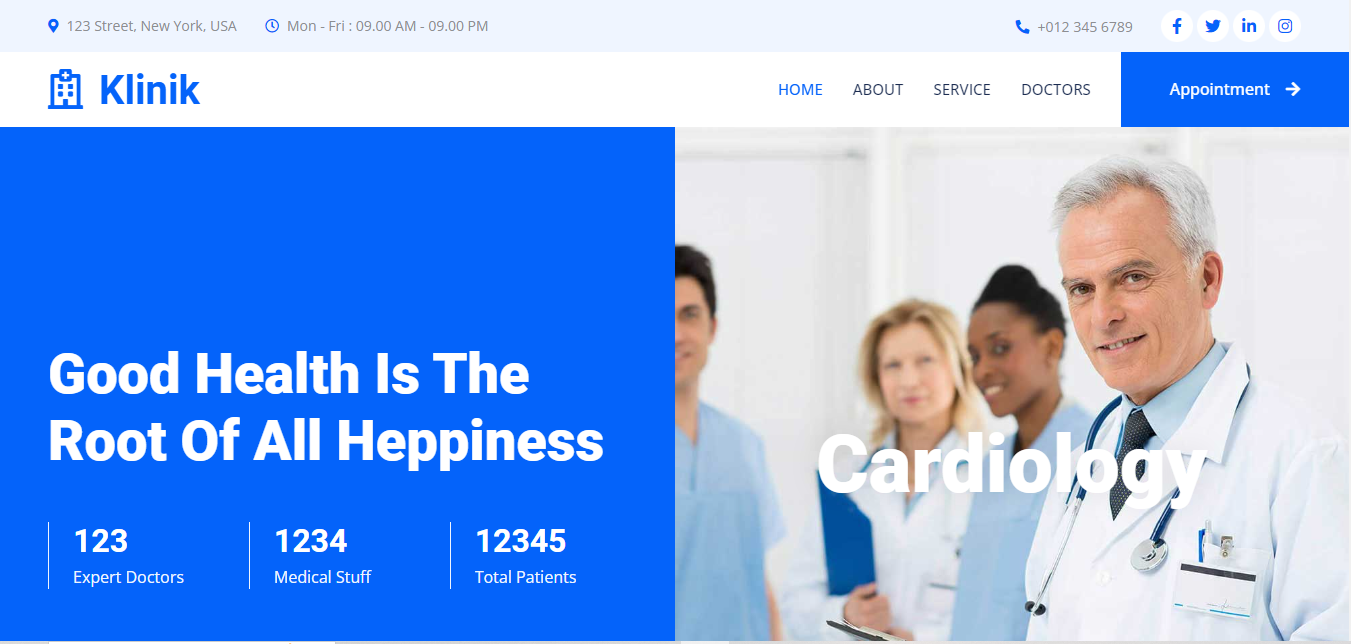 123 Street, New York, USA
Mon - Fri : 09.00 AM - 09.00 PM
+012 345 6789
Klinik
HOME
ABOUT
SERVICE
DOCTORS
Appointment
Good Health Is The
Root Of All Heppiness
123
Expert Doctors
1234
Medical Stuff
12345
Total Patients
Cardiology